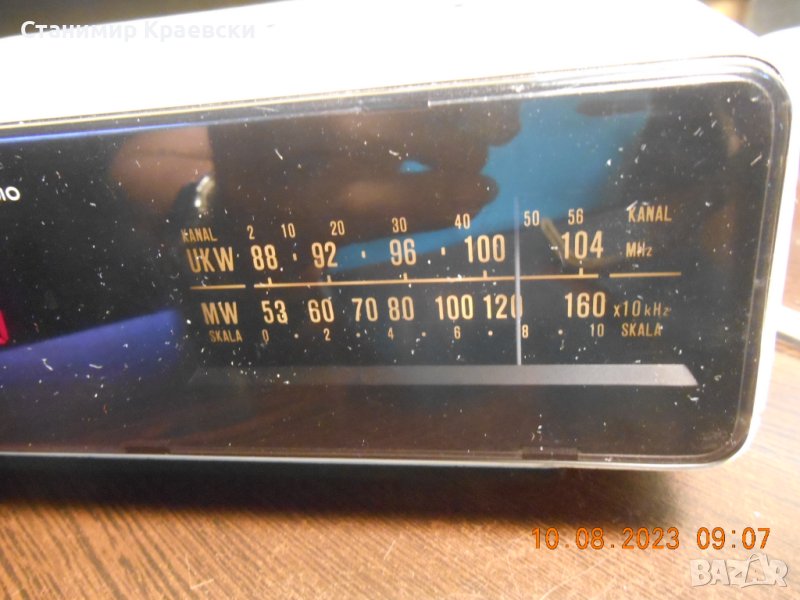 Станимир Краевски
KANAL 2 10 20 30 40 50 56 KANAL
UKW 88 · 92 · 96 · 100 104 MHz
MW 53 60 70 80 100 120 160 x10kHz
SKALA 0 · 2 · 4 · 6 · 8 · 10 SKALA
10.08.2023 09:07
BAZAR